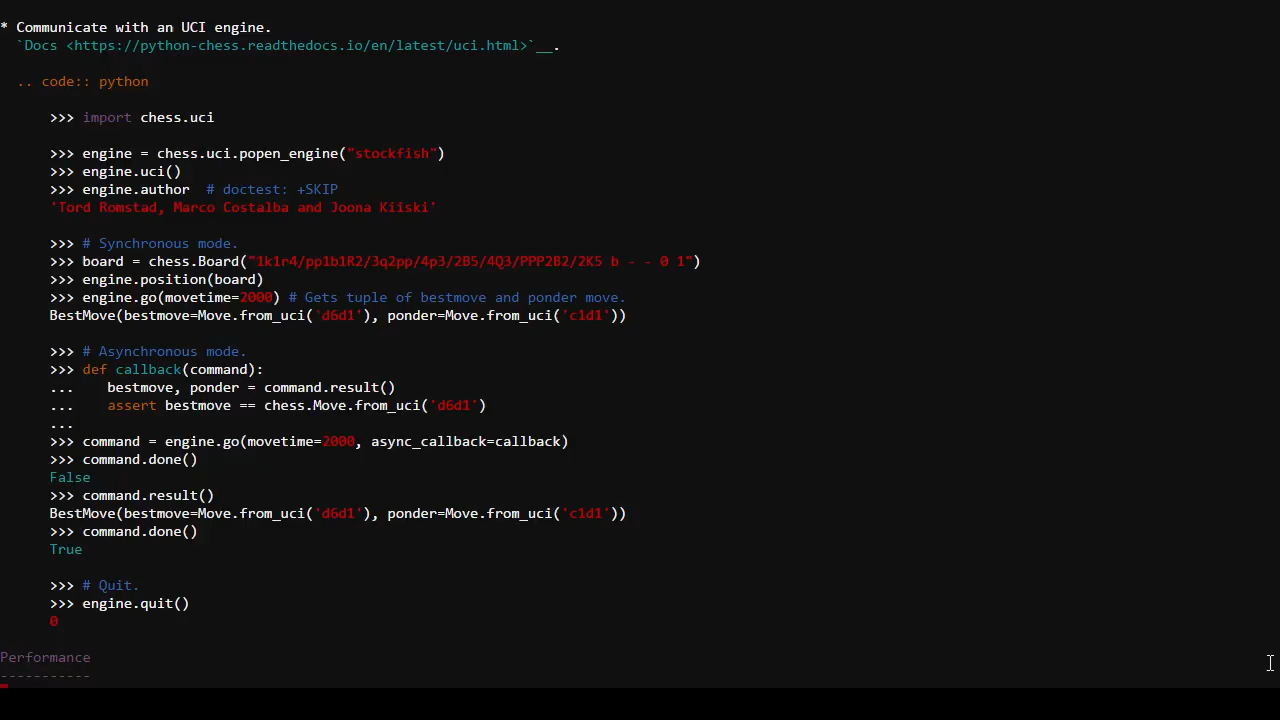 * Communicate with an UCI engine.
`Docs <https://python-chess.readthedocs.io/en/latest/uci.html>`__.
.. code:: python
>>> import chess.uci
>>> engine = chess.uci.popen_engine("stockfish")
>>> engine.uci()
>>> engine.author  # doctest: +SKIP
'Tord Romstad, Marco Costalba and Joona Kiiski'
>>> # Synchronous mode.
>>> board = chess.Board("1k1r4/pp1b1R2/3q2pp/4p3/2B5/4Q3/PPP2B2/2K5 b - - 0 1")
>>> engine.position(board)
>>> engine.go(movetime=2000) # Gets tuple of bestmove and ponder move.
BestMove(bestmove=Move.from_uci('d6d1'), ponder=Move.from_uci('c1d1'))
>>> # Asynchronous mode.
>>> def callback(command):
...    bestmove, ponder = command.result()
...    assert bestmove == chess.Move.from_uci('d6d1')
...
>>> command = engine.go(movetime=2000, async_callback=callback)
>>> command.done()
False
>>> command.result()
BestMove(bestmove=Move.from_uci('d6d1'), ponder=Move.from_uci('c1d1'))
>>> command.done()
True
>>> # Quit.
>>> engine.quit()
0
Performance
-----------